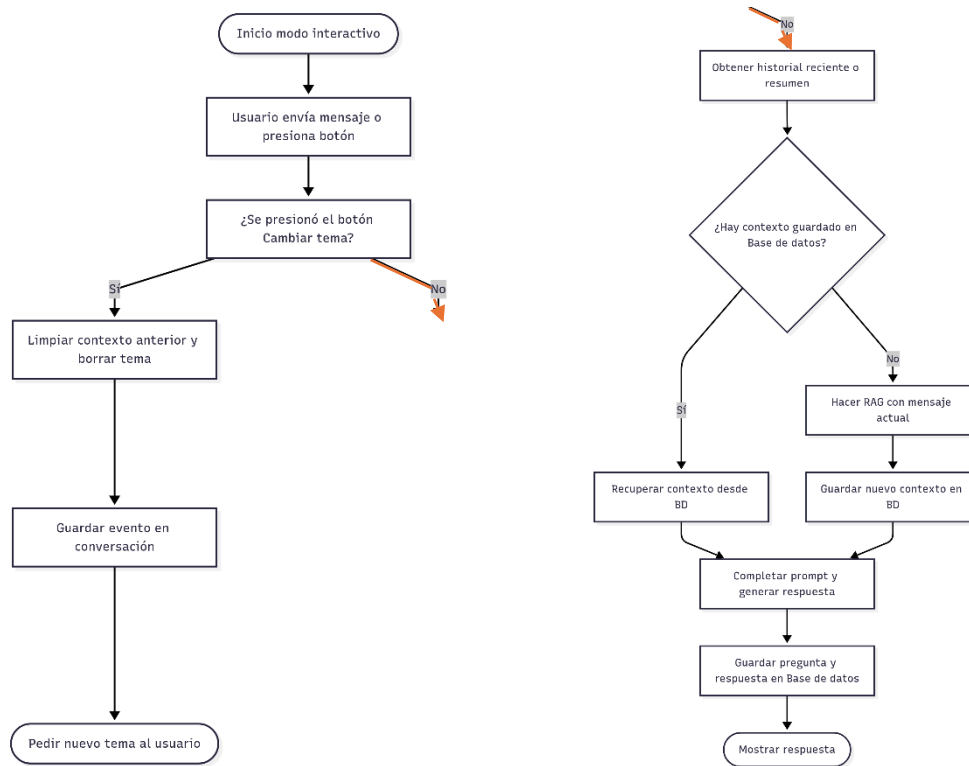 Inicio modo interactivo
Usuario envía mensaje o
presiona botón
¿Se presionó el botón
Cambiar tema?
Sí
No
Limpiar contexto anterior y
borrar tema
Guardar evento en
conversación
Pedir nuevo tema al usuario
No
Obtener historial reciente o
resumen
¿Hay contexto guardado en
Base de datos?
Sí
No
Hacer RAG con mensaje
actual
Recuperar contexto desde
BD
Guardar nuevo contexto en
BD
Completar prompt y
generar respuesta
Guardar pregunta y
respuesta en Base de datos
Mostrar respuesta